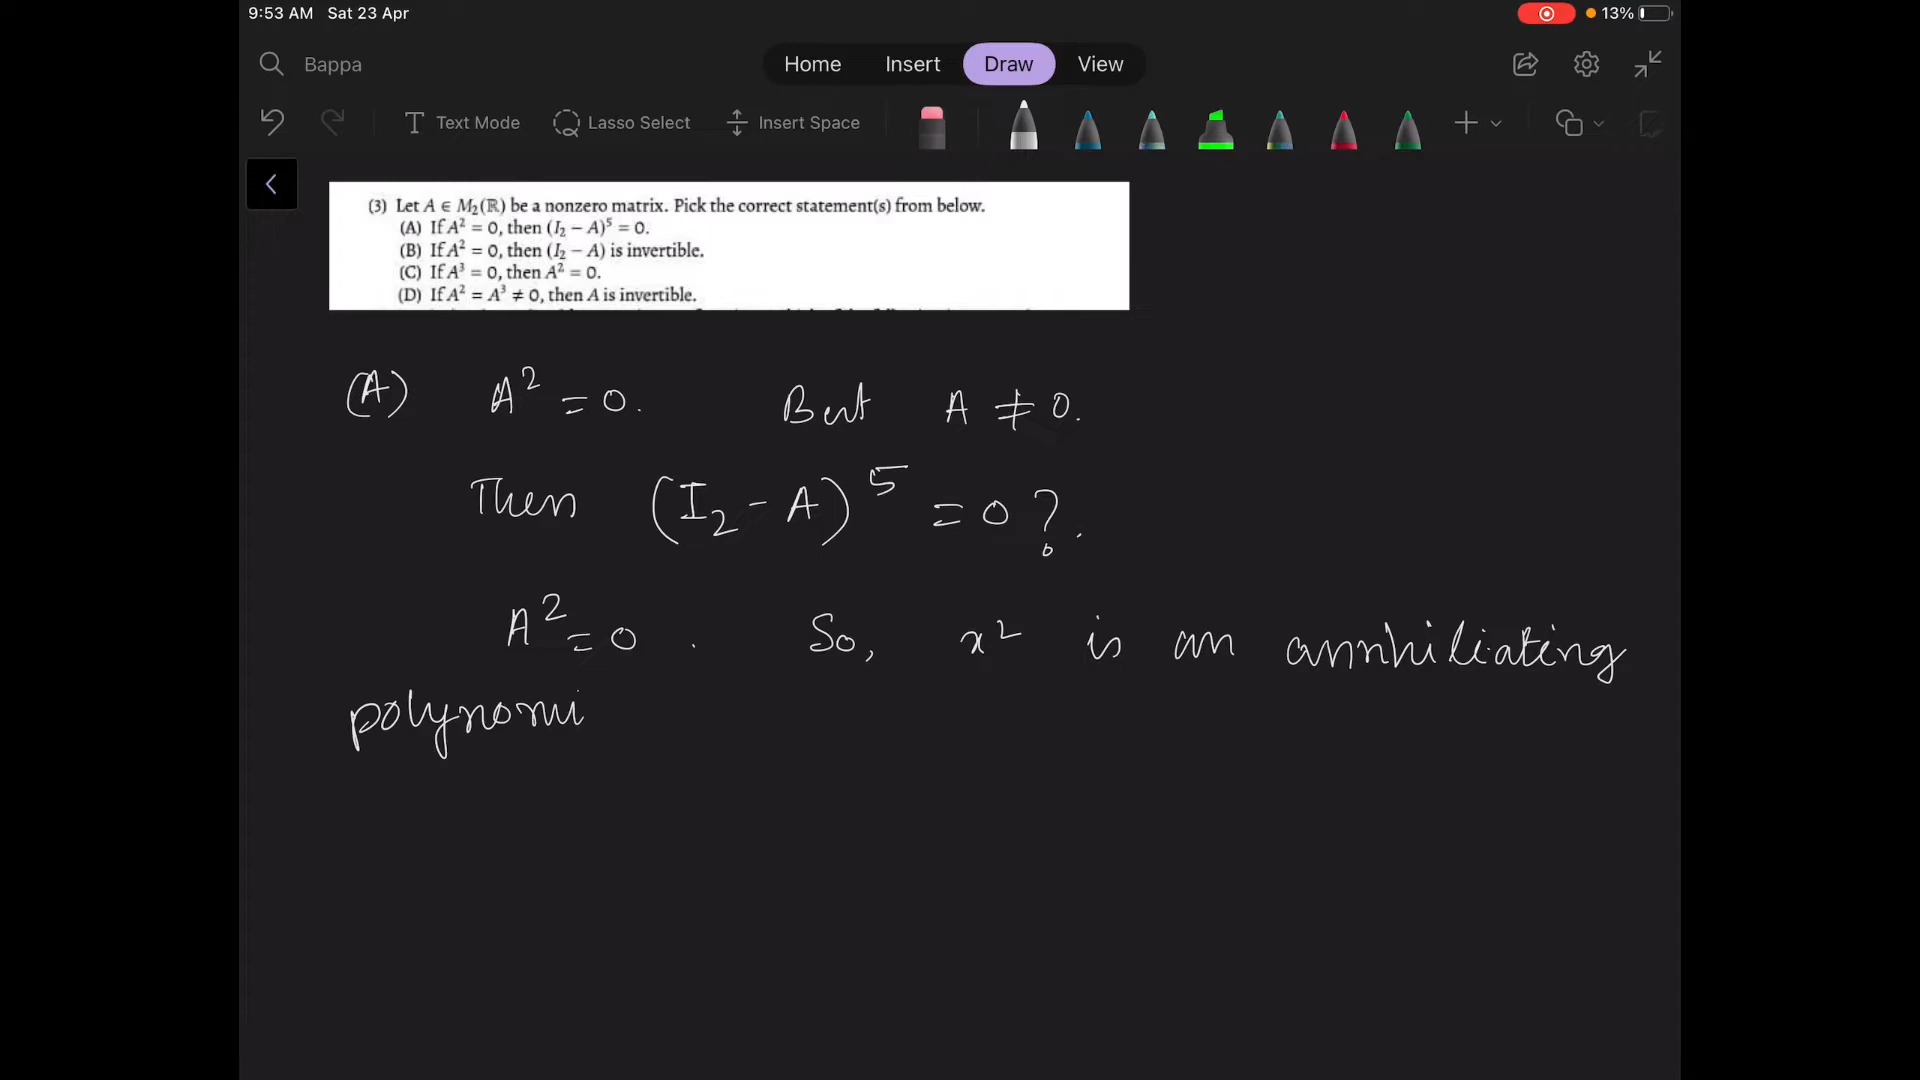 9:53 AM Sat 23 Apr
13%
Bappa
Home Insert Draw View
Text Mode Lasso Select Insert Space
(3) Let A ∈ M₂(ℝ) be a nonzero matrix. Pick the correct statement(s) from below.
(A) If A² = 0, then (I₂ − A)⁵ = 0.
(B) If A² = 0, then (I₂ − A) is invertible.
(C) If A³ = 0, then A² = 0.
(D) If A² = A³ ≠ 0, then A is invertible.
(A) A² = 0. But A ≠ 0.
Then (I₂ - A)⁵ = 0 ?.
A² = 0 . So, x² is an annhiliating
polynomi